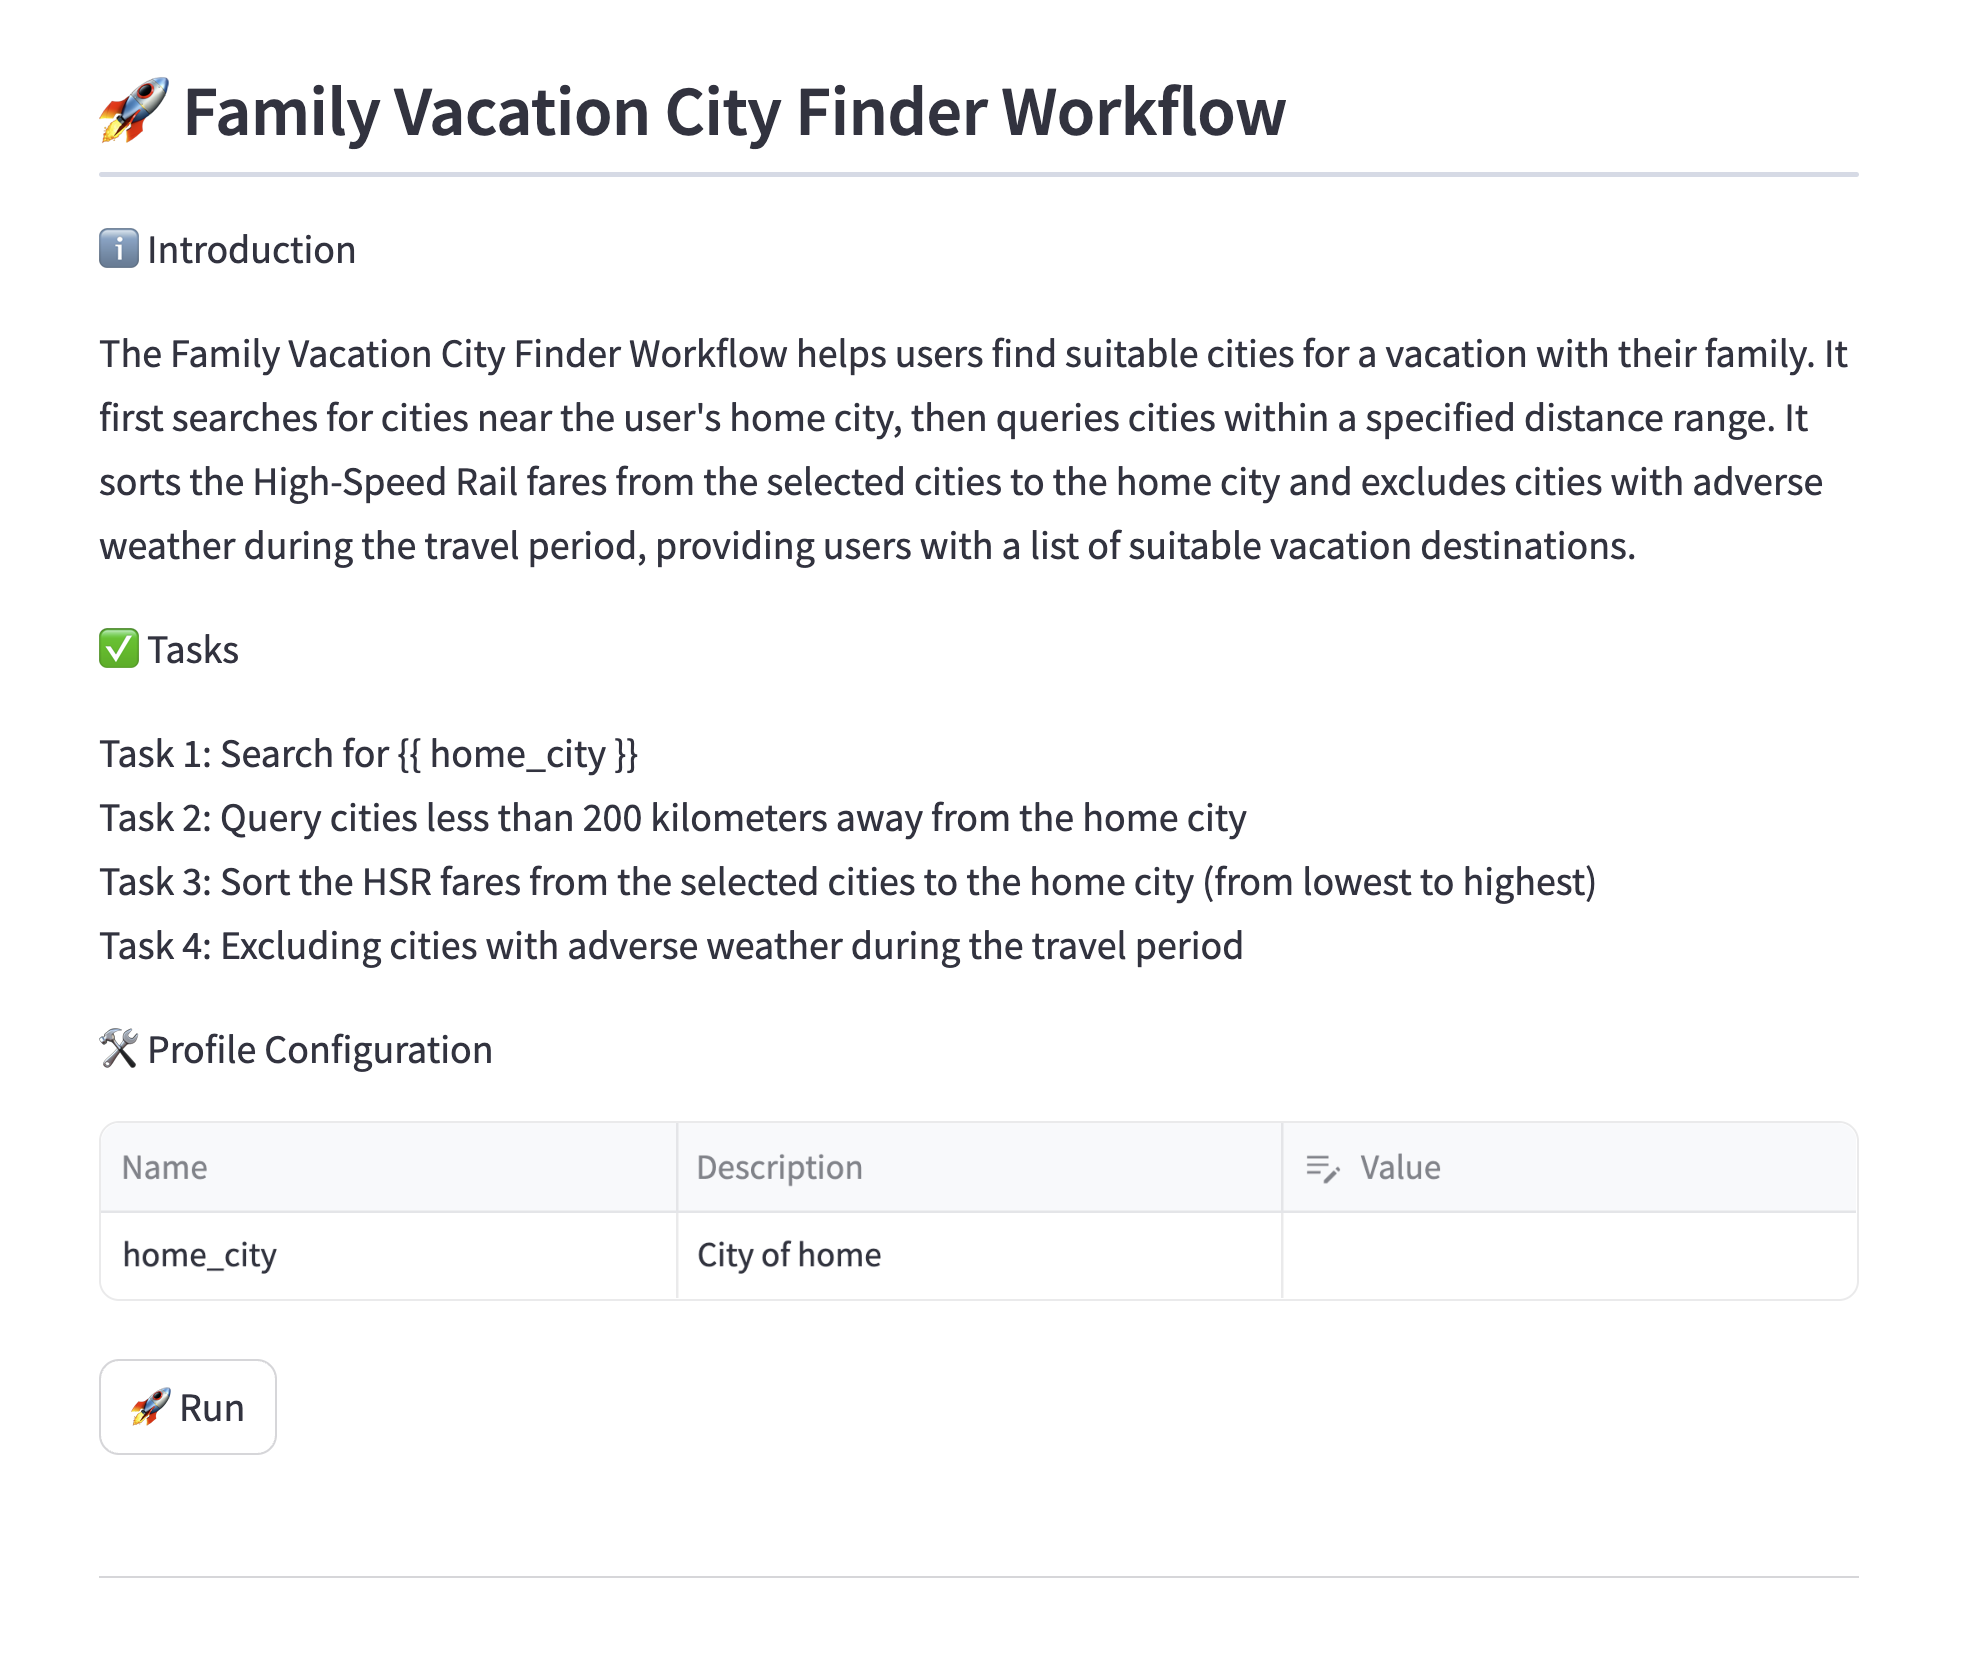 🚀 Family Vacation City Finder Workflow
ℹ️ Introduction
The Family Vacation City Finder Workflow helps users find suitable cities for a vacation with their family. It
first searches for cities near the user's home city, then queries cities within a specified distance range. It
sorts the High-Speed Rail fares from the selected cities to the home city and excludes cities with adverse
weather during the travel period, providing users with a list of suitable vacation destinations.
✅ Tasks
Task 1: Search for {{ home_city }}
Task 2: Query cities less than 200 kilometers away from the home city
Task 3: Sort the HSR fares from the selected cities to the home city (from lowest to highest)
Task 4: Excluding cities with adverse weather during the travel period
🛠️ Profile Configuration
Name Description Value
home_city City of home
🚀 Run